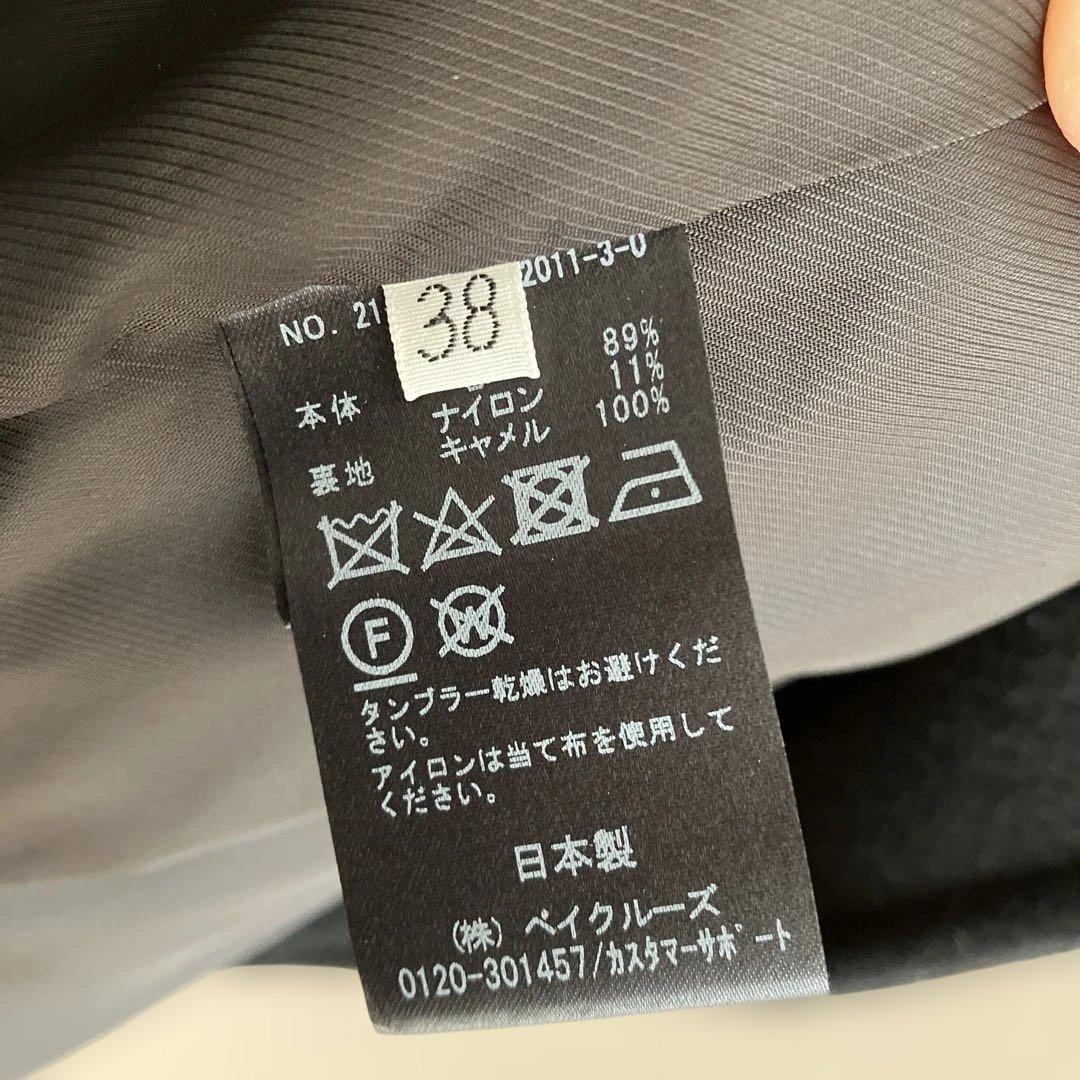 NO. 21
2011-3-0
38
89%
本体 ナイロン 11%
キャメル 100%
裏地
F
W
タンブラー乾燥はお避けくだ
さい。
アイロンは当て布を使用して
ください。
日本製
(株) ベイクルーズ
0120-301457/カスタマーサポート